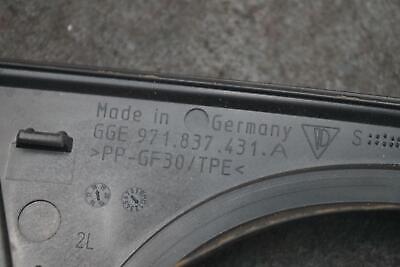 Made in Germany
GGE 971.837.431.A
>PP-GF30/TPE<
S
2L